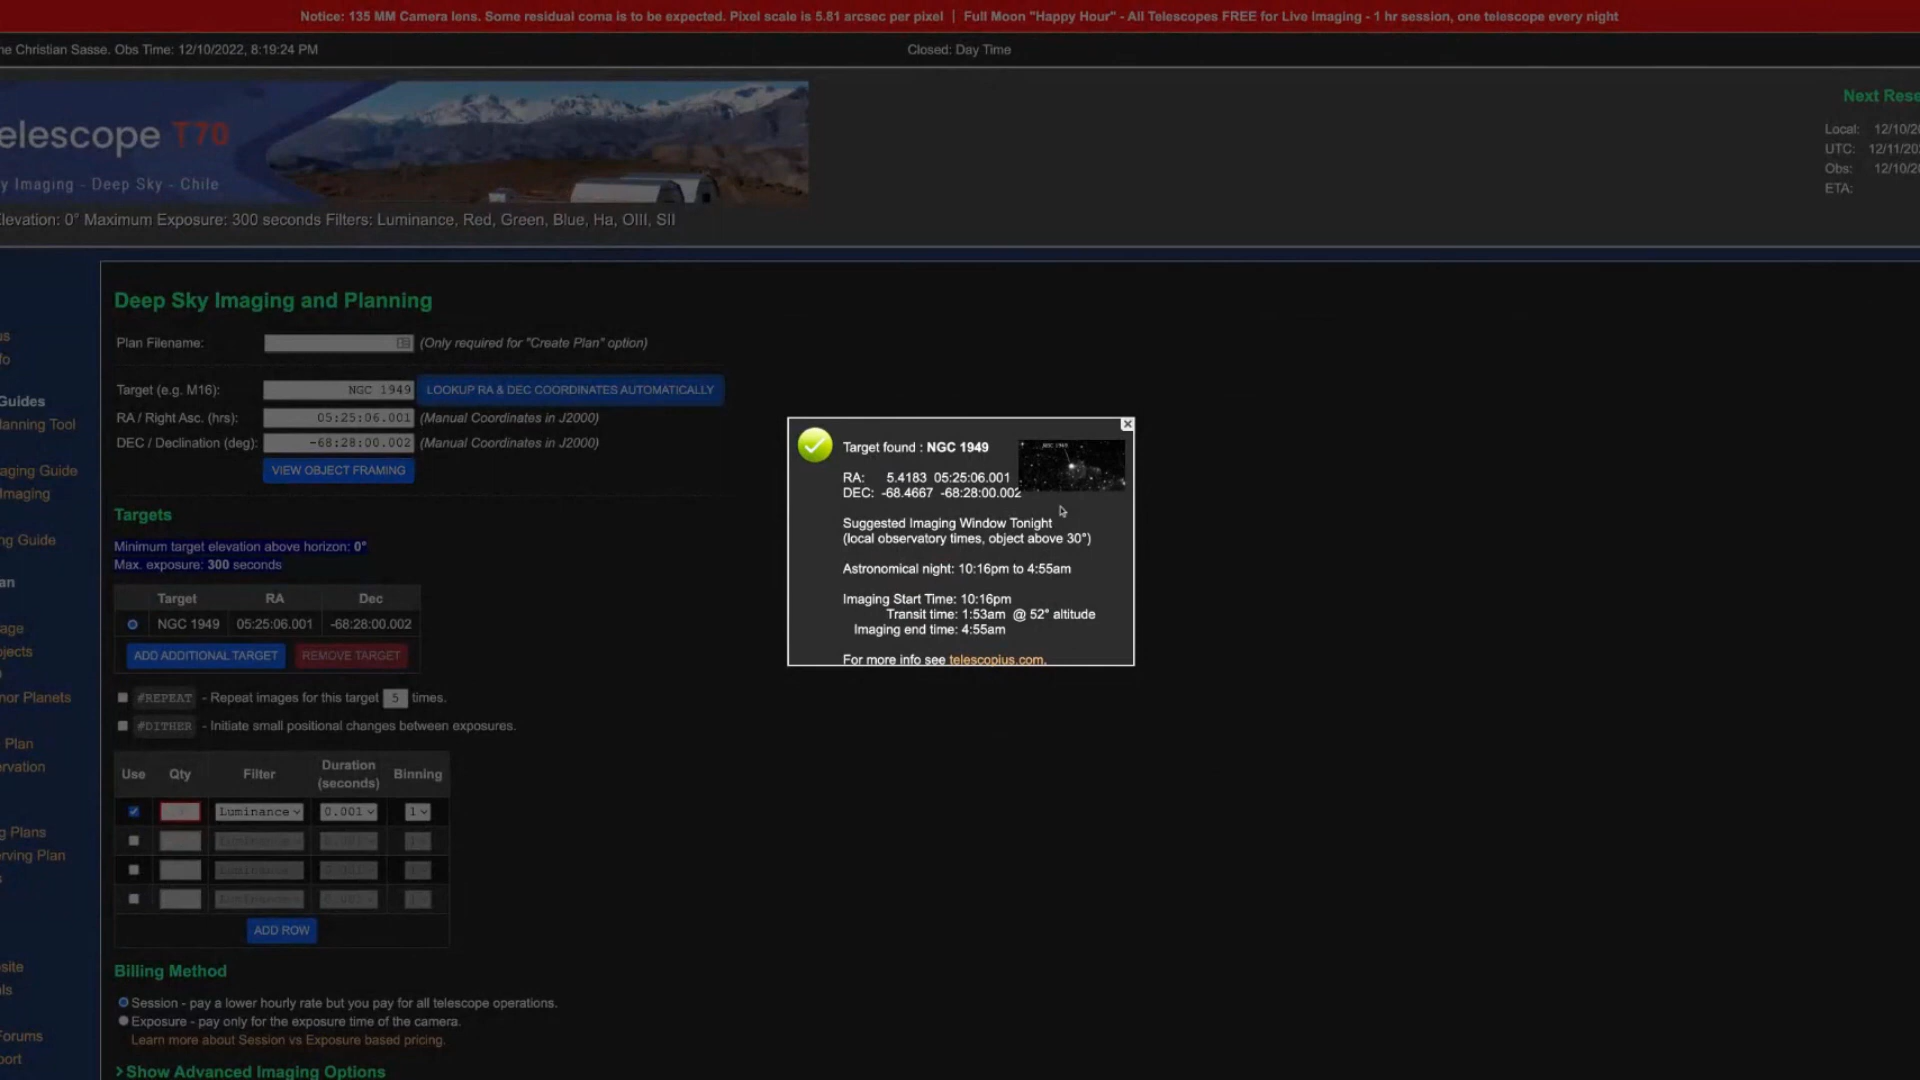 Notice: 135 MM Camera lens. Some residual coma is to be expected. Pixel scale is 5.81 arcsec per pixel | Full Moon "Happy Hour" - All Telescopes FREE for Live Imaging - 1 hr session, one telescope every night
ne Christian Sasse. Obs Time: 12/10/2022, 8:19:24 PM
Closed: Day Time
elescope T70
y Imaging - Deep Sky - Chile
Elevation: 0° Maximum Exposure: 300 seconds Filters: Luminance, Red, Green, Blue, Ha, OIII, SII
Next Rese
Local: 12/10/20
UTC: 12/11/20
Obs: 12/10/20
ETA:
us
fo
Guides
lanning Tool
aging Guide
Imaging
ng Guide
an
age
jects
nor Planets
Plan
ervation
g Plans
erving Plan
site
als
Forums
port
Deep Sky Imaging and Planning
Plan Filename: (Only required for "Create Plan" option)
Target (e.g. M16): NGC 1949 LOOKUP RA & DEC COORDINATES AUTOMATICALLY
RA / Right Asc. (hrs): 05:25:06.001 (Manual Coordinates in J2000)
DEC / Declination (deg): -68:28:00.002 (Manual Coordinates in J2000)
VIEW OBJECT FRAMING
Targets
Minimum target elevation above horizon: 0°
Max. exposure: 300 seconds
Target RA Dec
NGC 1949 05:25:06.001 -68:28:00.002
ADD ADDITIONAL TARGET REMOVE TARGET
#REPEAT - Repeat images for this target 5 times.
#DITHER - Initiate small positional changes between exposures.
Use Qty Filter Duration (seconds) Binning
Luminance 0.001 1
ADD ROW
Billing Method
Session - pay a lower hourly rate but you pay for all telescope operations.
Exposure - pay only for the exposure time of the camera.
Learn more about Session vs Exposure based pricing.
Show Advanced Imaging Options
Target found : NGC 1949
NGC 1949
RA: 5.4183 05:25:06.001
DEC: -68.4667 -68:28:00.002
Suggested Imaging Window Tonight
(local observatory times, object above 30°)
Astronomical night: 10:16pm to 4:55am
Imaging Start Time: 10:16pm
Transit time: 1:53am @ 52° altitude
Imaging end time: 4:55am
For more info see telescopius.com.